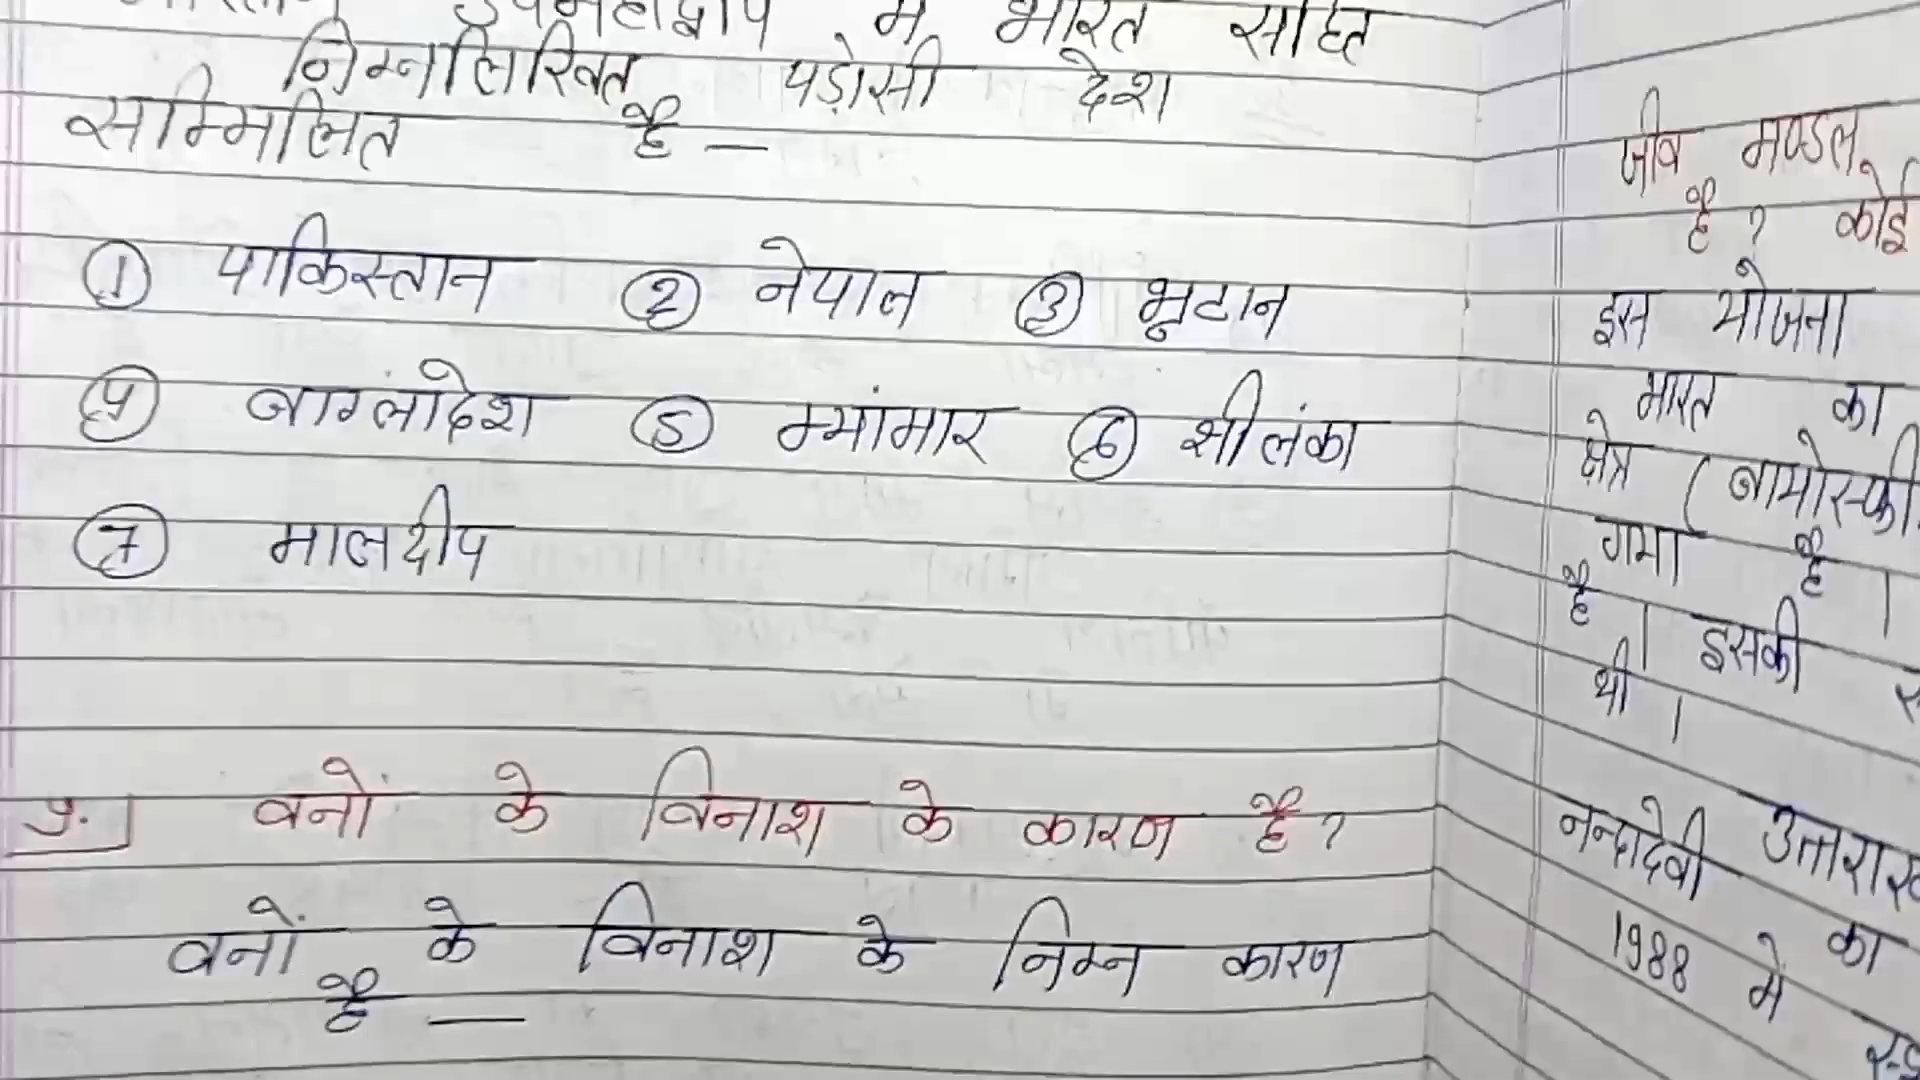 उपमहाद्वीप में भारत सहित
निम्नलिखित पड़ोसी देश
सम्मिलित है —
① पाकिस्तान ② नेपाल ③ भूटान
④ बाग्लांदेश ⑤ म्यांमार ⑥ श्रीलंका
⑦ मालदीप
वनों के विनाश के कारण है?
वनों के विनाश के निम्न कारण
है —
जीव मण्डल
है? कोई
इस योजना
भारत का
क्षेत्र (बायोस्फी
गया है।
है। इसकी
थी।
नन्दादेवी उत्तरा
1988 में का